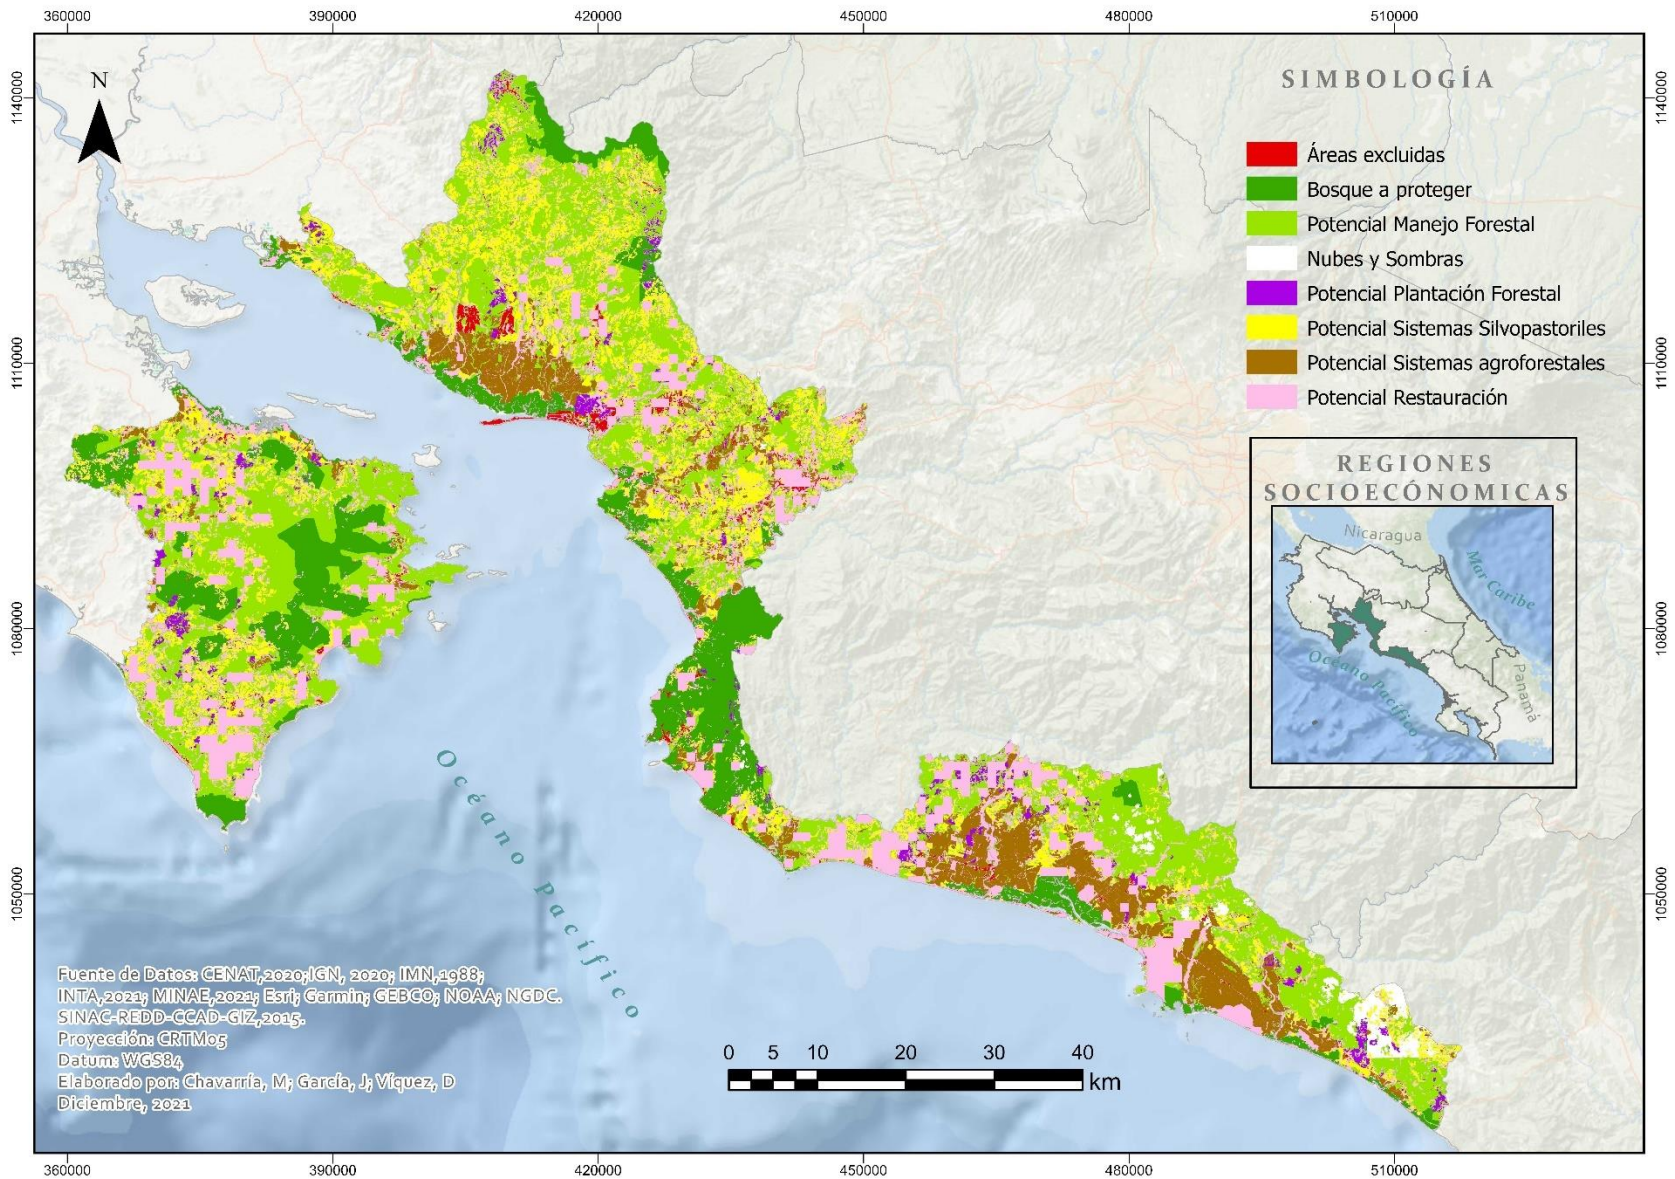 360000
390000
420000
450000
480000
510000
1140000
1140000
N
SIMBOLOGÍA
Áreas excluidas
Bosque a proteger
Potencial Manejo Forestal
Nubes y Sombras
Potencial Plantación Forestal
Potencial Sistemas Silvopastoriles
Potencial Sistemas agroforestales
Potencial Restauración
1110000
1110000
REGIONES
SOCIOECÓNOMICAS
Nicaragua
Mar Caribe
Océano Pacífico
Panamá
1080000
1080000
Océano Pacífico
1050000
1050000
Fuente de Datos: CENAT,2020;IGN, 2020; IMN,1988;
INTA,2021; MINAE,2021; Esri; Garmin; GEBCO; NOAA; NGDC.
SINAC-REDD-CCAD-GIZ,2015.
Proyección: CRTM05
Datum: WGS84
Elaborado por: Chavarría, M; García, J; Víquez, D
Diciembre, 2021
0 5 10 20 30 40
km
360000
390000
420000
450000
480000
510000